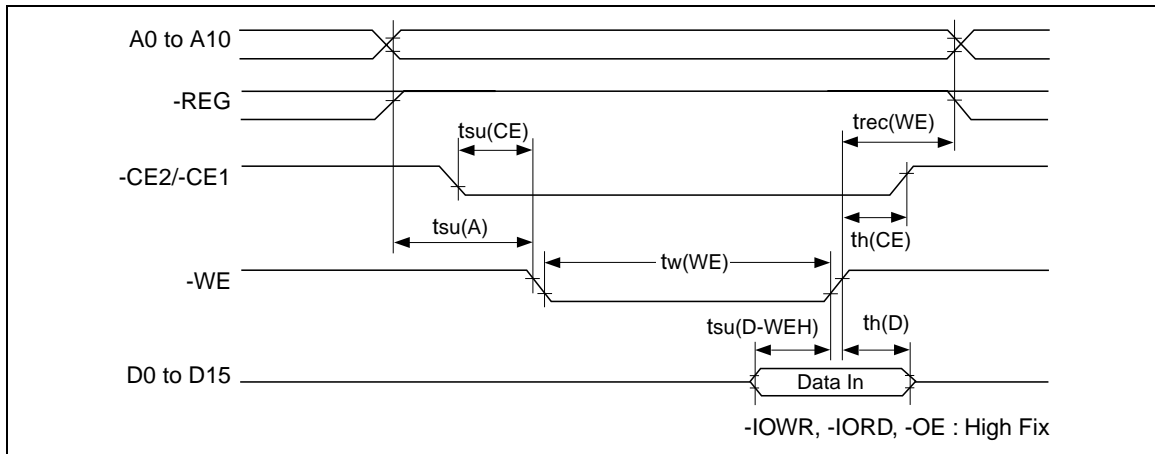 A0 to A10
-REG
tsu(CE)
trec(WE)
-CE2/-CE1
tsu(A)
th(CE)
-WE
tw(WE)
tsu(D-WEH)
th(D)
D0 to D15
Data In
-IOWR, -IORD, -OE : High Fix